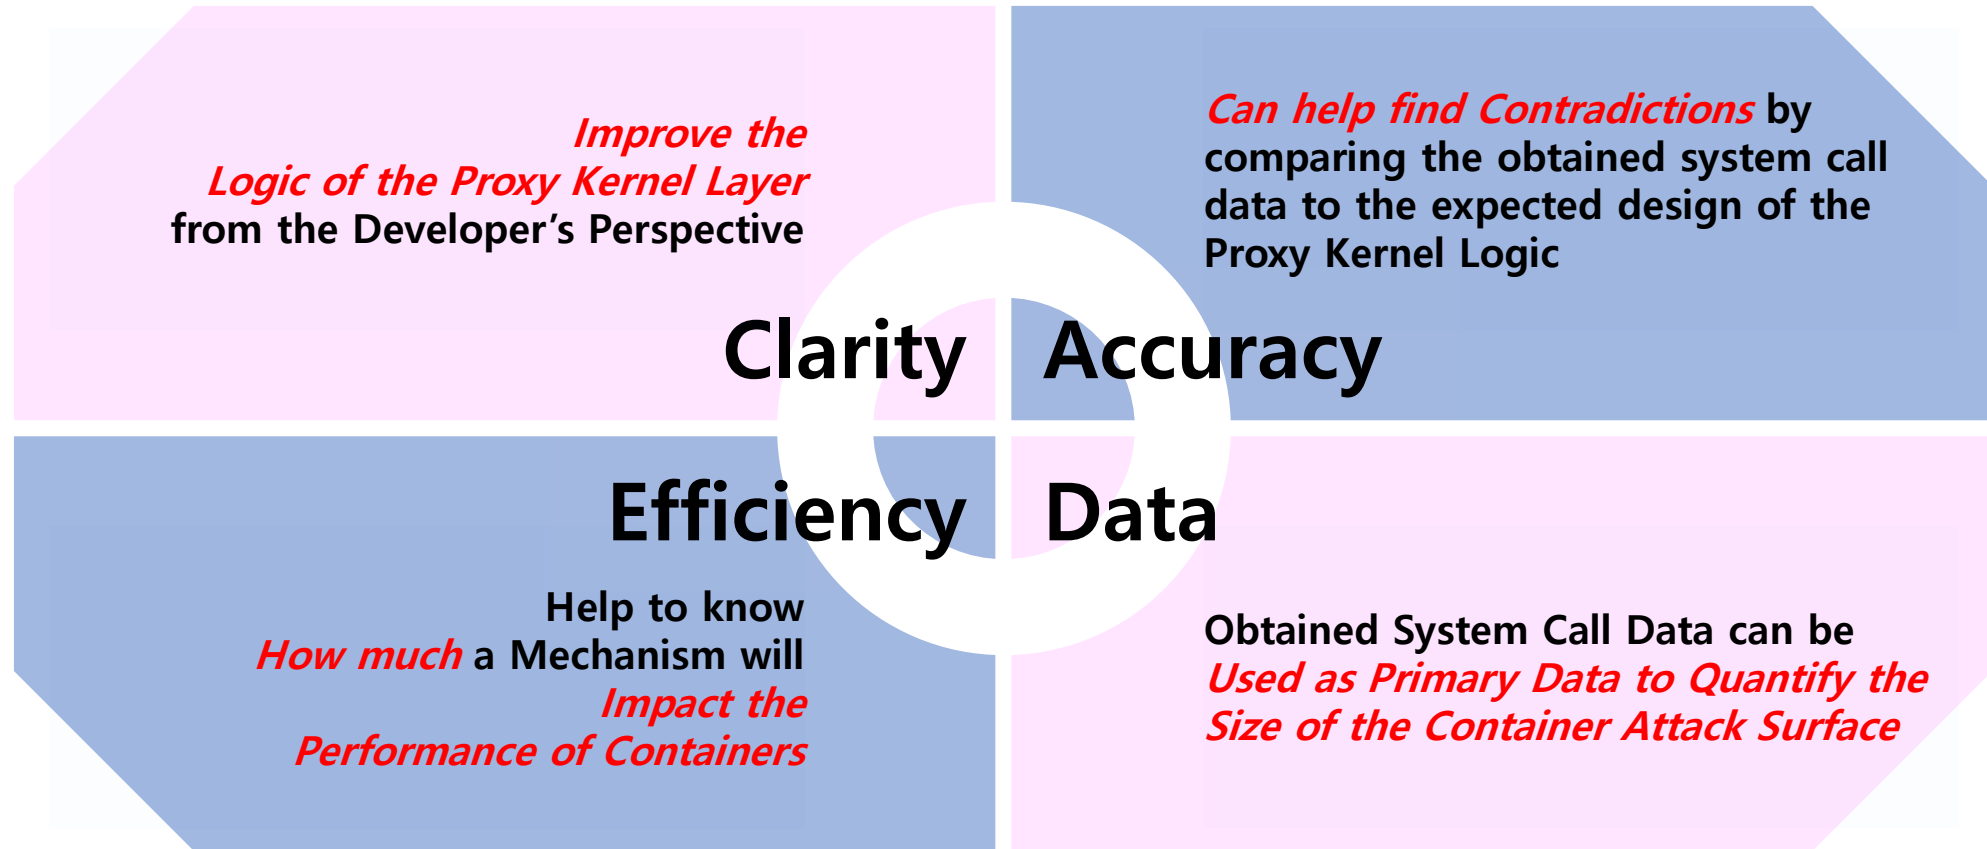 Improve the
Logic of the Proxy Kernel Layer
from the Developer’s Perspective
Clarity
Can help find Contradictions by
comparing the obtained system call
data to the expected design of the
Proxy Kernel Logic
Accuracy
Efficiency
Help to know
How much a Mechanism will
Impact the
Performance of Containers
Data
Obtained System Call Data can be
Used as Primary Data to Quantify the
Size of the Container Attack Surface